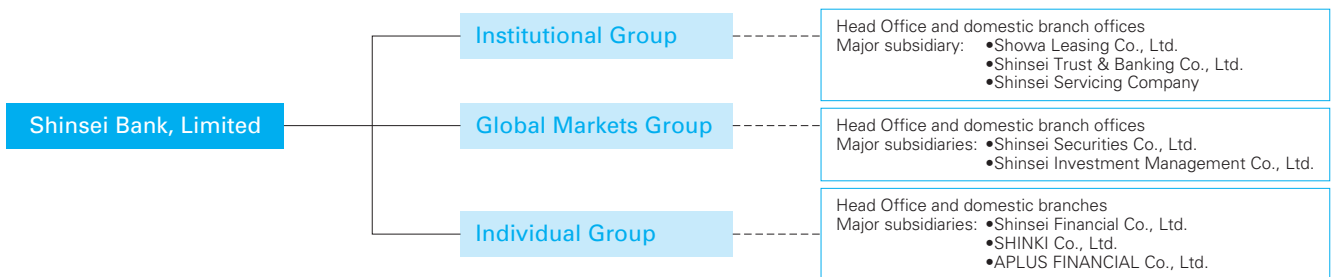 Shinsei Bank, Limited
Institutional Group
Head Office and domestic branch offices
Major subsidiary: •Showa Leasing Co., Ltd.
•Shinsei Trust & Banking Co., Ltd.
•Shinsei Servicing Company
Global Markets Group
Head Office and domestic branch offices
Major subsidiaries: •Shinsei Securities Co., Ltd.
•Shinsei Investment Management Co., Ltd.
Individual Group
Head Office and domestic branches
Major subsidiaries: •Shinsei Financial Co., Ltd.
•SHINKI Co., Ltd.
•APLUS FINANCIAL Co., Ltd.